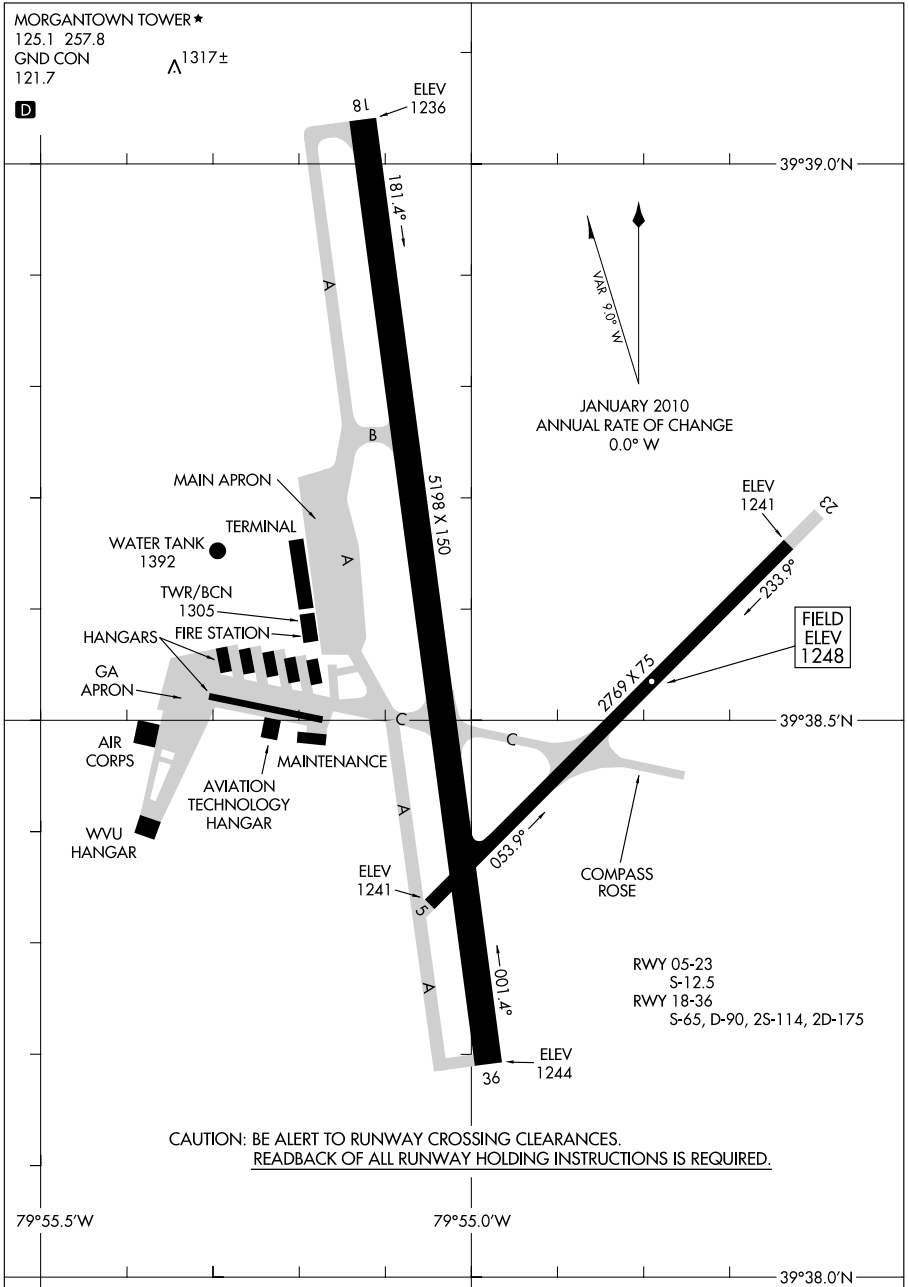 MORGANTOWN TOWER★
125.1 257.8
GND CON
121.7
D
1317±
18
ELEV
1236
39°39.0'N
181.4°
A
VAR 9.0° W
JANUARY 2010
ANNUAL RATE OF CHANGE
0.0° W
B
5198 X 150
MAIN APRON
ELEV
1241
23
TERMINAL
WATER TANK
1392
A
TWR/BCN
1305
233.9°
FIRE STATION
HANGARS
FIELD
ELEV
1248
GA
APRON
2769 X 75
39°38.5'N
C
C
AIR
CORPS
MAINTENANCE
AVIATION
TECHNOLOGY
HANGAR
A
WVU
HANGAR
053.9°
COMPASS
ROSE
ELEV
1241
5
RWY 05-23
S-12.5
RWY 18-36
S-65, D-90, 2S-114, 2D-175
A
001.4°
ELEV
1244
36
CAUTION: BE ALERT TO RUNWAY CROSSING CLEARANCES.
READBACK OF ALL RUNWAY HOLDING INSTRUCTIONS IS REQUIRED.
79°55.5'W
79°55.0'W
39°38.0'N